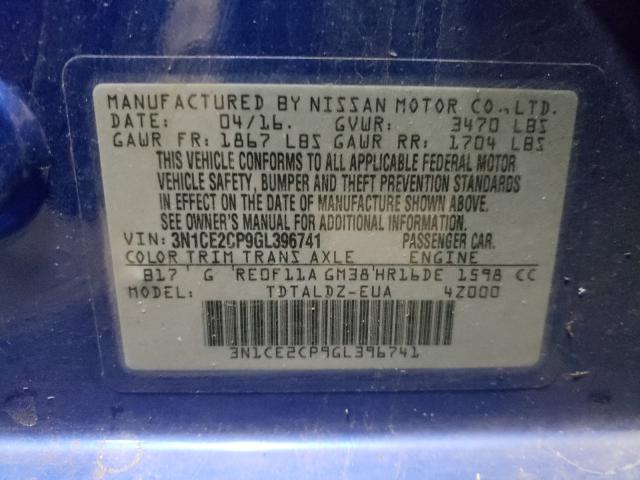 MANUFACTURED BY NISSAN MOTOR CO., LTD.
DATE: 04/16. GVWR: 3470 LBS
GAWR FR: 1867 LBS GAWR RR: 1704 LBS
THIS VEHICLE CONFORMS TO ALL APPLICABLE FEDERAL MOTOR
VEHICLE SAFETY, BUMPER AND THEFT PREVENTION STANDARDS
IN EFFECT ON THE DATE OF MANUFACTURE SHOWN ABOVE.
SEE OWNER'S MANUAL FOR ADDITIONAL INFORMATION.
VIN: 3N1CE2CP9GL396741 PASSENGER CAR.
COLOR TRIM TRANS AXLE ENGINE
B17 G RE0F11A GM38 HR16DE 1598 CC
MODEL: TDTALDZ-EUA 4Z000
3N1CE2CP9GL396741